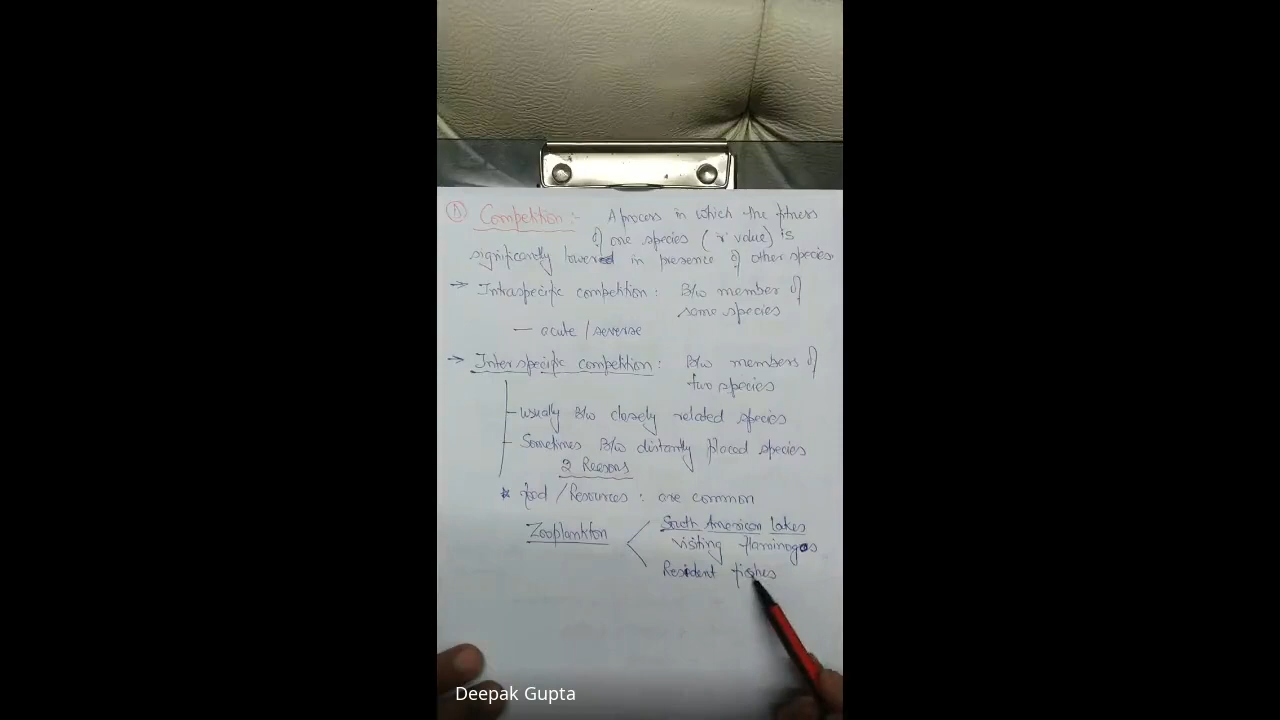 ① Competition :- A process in which the fitness
of one species ('r' value) is
significantly lowered in presence of other species
→ Intraspecific competition : B/w member of
same species
— acute / severse
→ Interspecific competition : B/w members of
two species
- usually B/w closely related species
- Sometimes B/w distantly placed species
2 Reasons
* food / Resources : are common
Zooplankton < South American lakes
visiting flamingoes
Resident fishes
Deepak Gupta